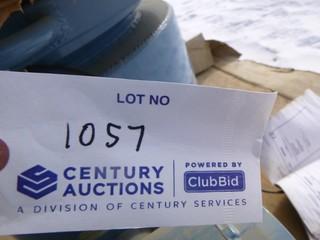 LOT NO
1057
CENTURY AUCTIONS
POWERED BY
ClubBid
A DIVISION OF CENTURY SERVICES